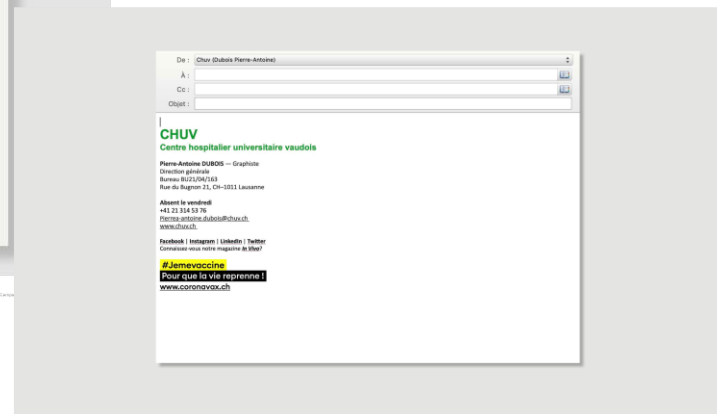 De : Chuv (Dubois Pierre-Antoine)
À :
Cc :
Objet :
CHUV
Centre hospitalier universitaire vaudois
Pierre-Antoine DUBOIS — Graphiste
Direction générale
Bureau BU21/04/163
Rue du Bugnon 21, CH–1011 Lausanne
Absent le vendredi
+41 21 314 53 76
Pierrea-antoine.dubois@chuv.ch
www.chuv.ch
Facebook | Instagram | LinkedIn | Twitter
Connaissez-vous notre magazine In Vivo?
#Jemevaccine
Pour que la vie reprenne !
www.coronavax.ch